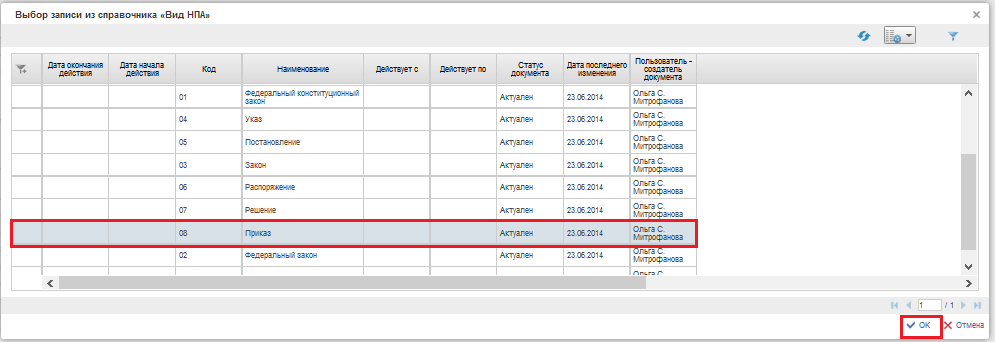 Выбор записи из справочника «Вид НПА»
Дата окончания действия Дата начала действия Код Наименование Действует с Действует по Статус документа Дата последнего изменения Пользователь - создатель документа
01 Федеральный конституционный закон Актуален 23.06.2014 Ольга С. Митрофанова
04 Указ Актуален 23.06.2014 Ольга С. Митрофанова
05 Постановление Актуален 23.06.2014 Ольга С. Митрофанова
03 Закон Актуален 23.06.2014 Ольга С. Митрофанова
06 Распоряжение Актуален 23.06.2014 Ольга С. Митрофанова
07 Решение Актуален 23.06.2014 Ольга С. Митрофанова
08 Приказ Актуален 23.06.2014 Ольга С. Митрофанова
02 Федеральный закон Актуален 23.06.2014 Ольга С. Митрофанова
Ольга С.
1 / 1
ОК Отмена